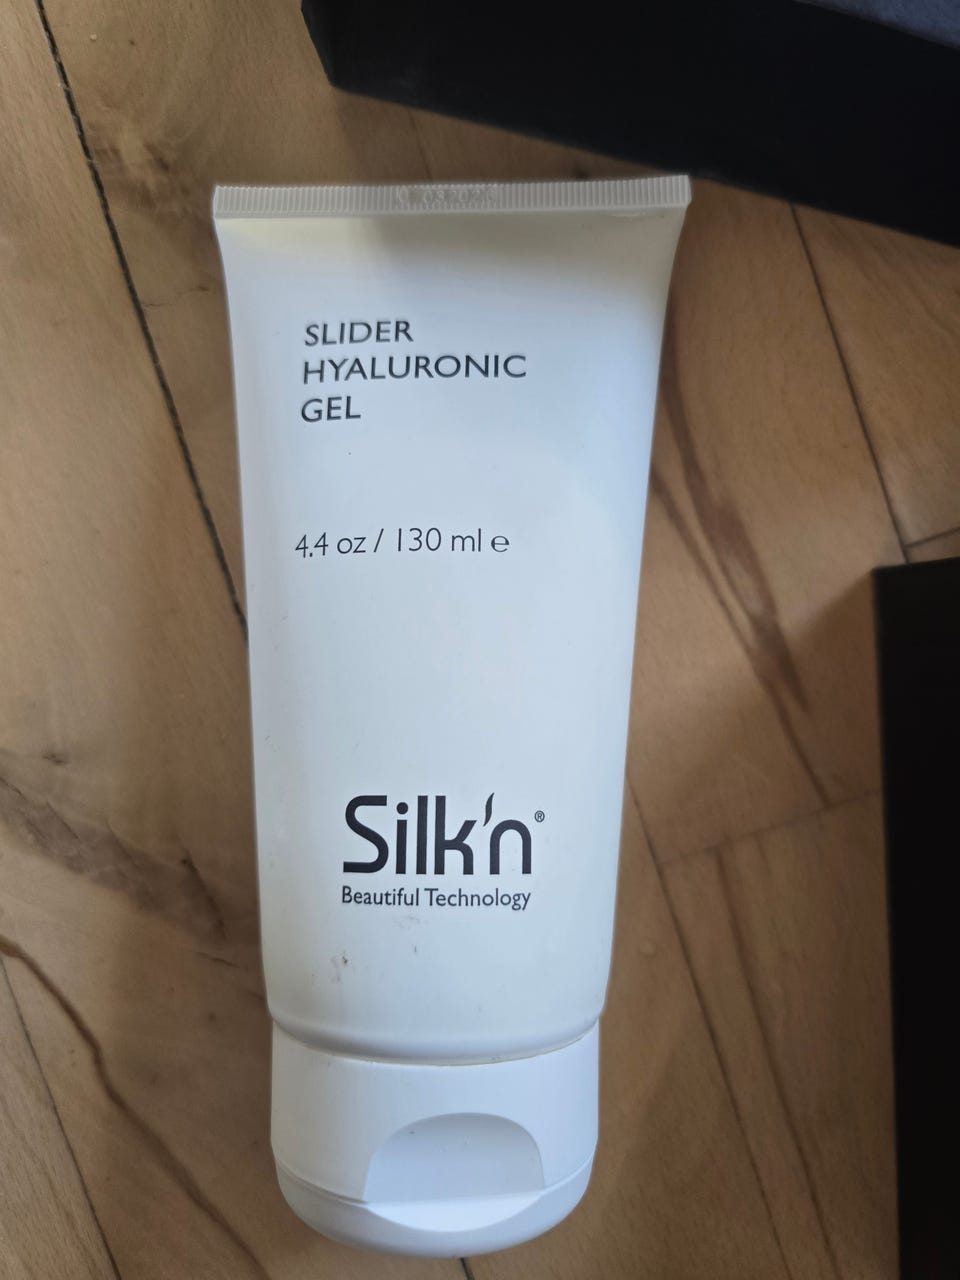 SLIDER
HYALURONIC
GEL
4.4 oz / 130 ml e
Silk'n®
Beautiful Technology